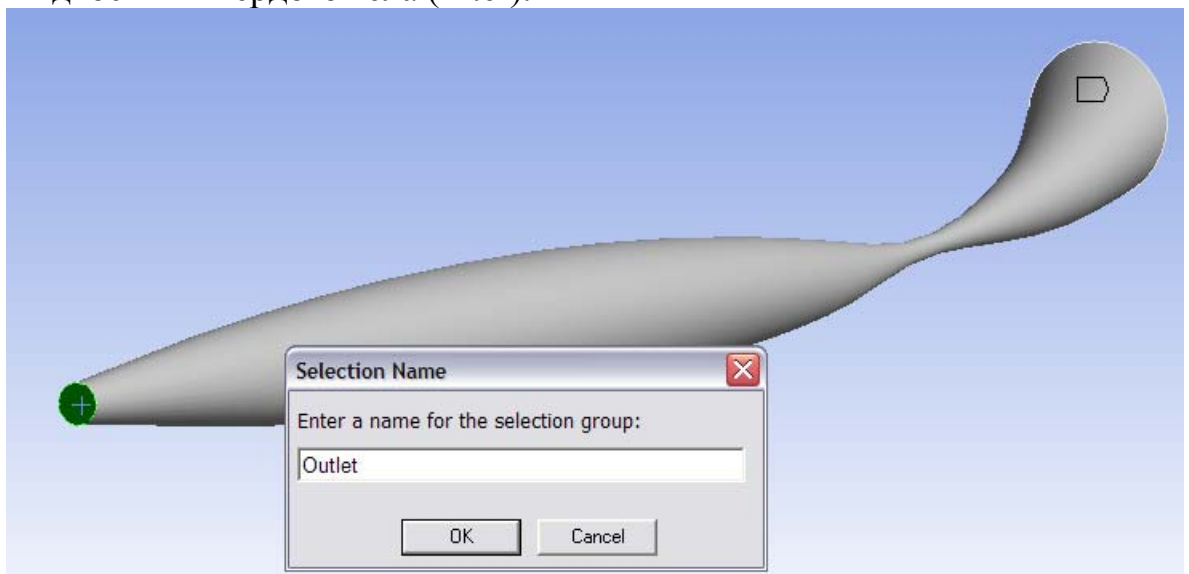 Selection Name
Enter a name for the selection group:
Outlet
OK
Cancel